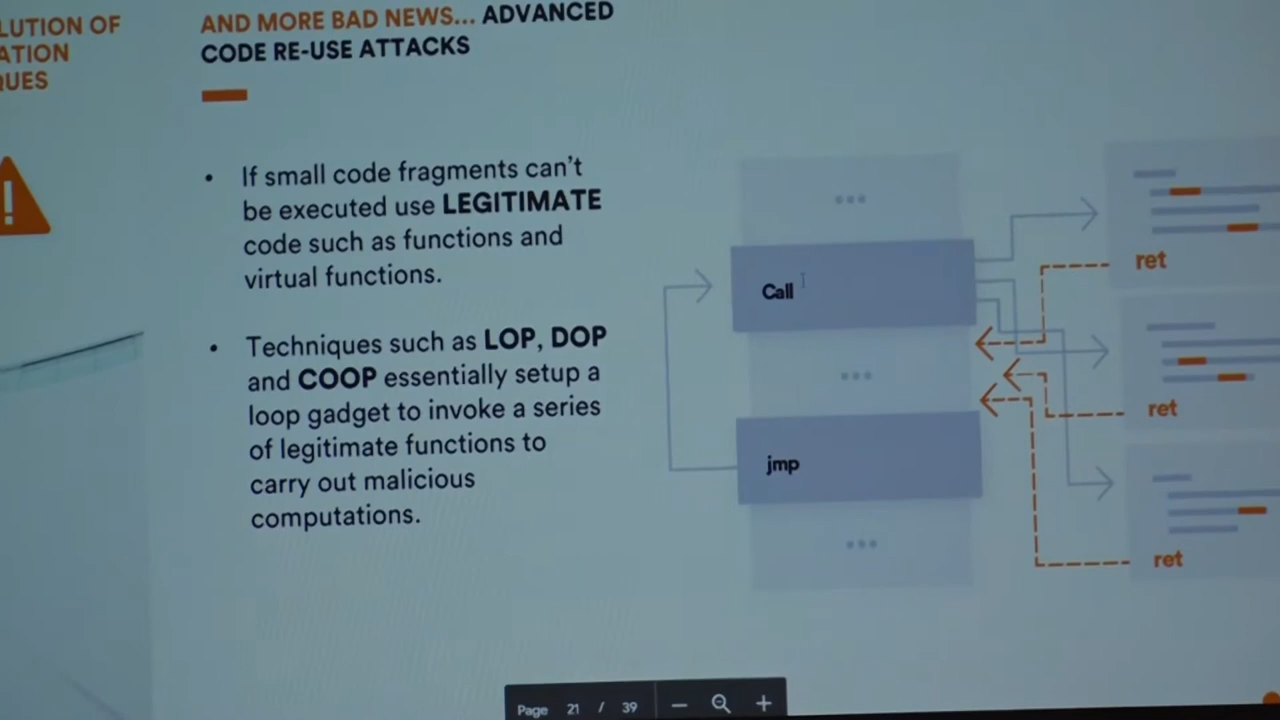 LUTION OF
ATION
QUES
AND MORE BAD NEWS... ADVANCED
CODE RE-USE ATTACKS
!
• If small code fragments can't
be executed use LEGITIMATE
code such as functions and
virtual functions.
• Techniques such as LOP, DOP
and COOP essentially setup a
loop gadget to invoke a series
of legitimate functions to
carry out malicious
computations.
...
Call
...
jmp
...
ret
ret
ret
Page 21 / 39 − +